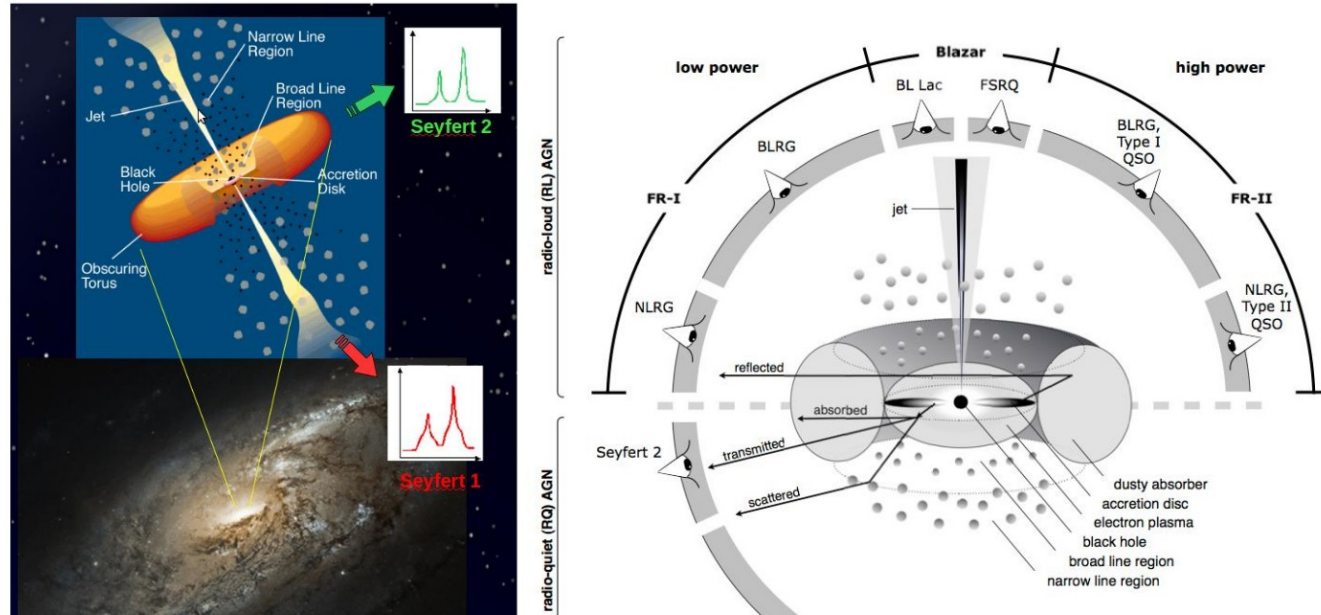 Narrow Line
Region
Broad Line
Region
Jet
Black
Hole
Accretion
Disk
Obscuring
Torus
Seyfert 2
Seyfert 1
radio-loud (RL) AGN
radio-quiet (RQ) AGN
low power
Blazar
high power
BL Lac
FSRQ
BLRG
BLRG,
Type I
QSO
FR-I
FR-II
jet
NLRG
NLRG,
Type II
QSO
reflected
absorbed
transmitted
scattered
Seyfert 2
dusty absorber
accretion disc
electron plasma
black hole
broad line region
narrow line region